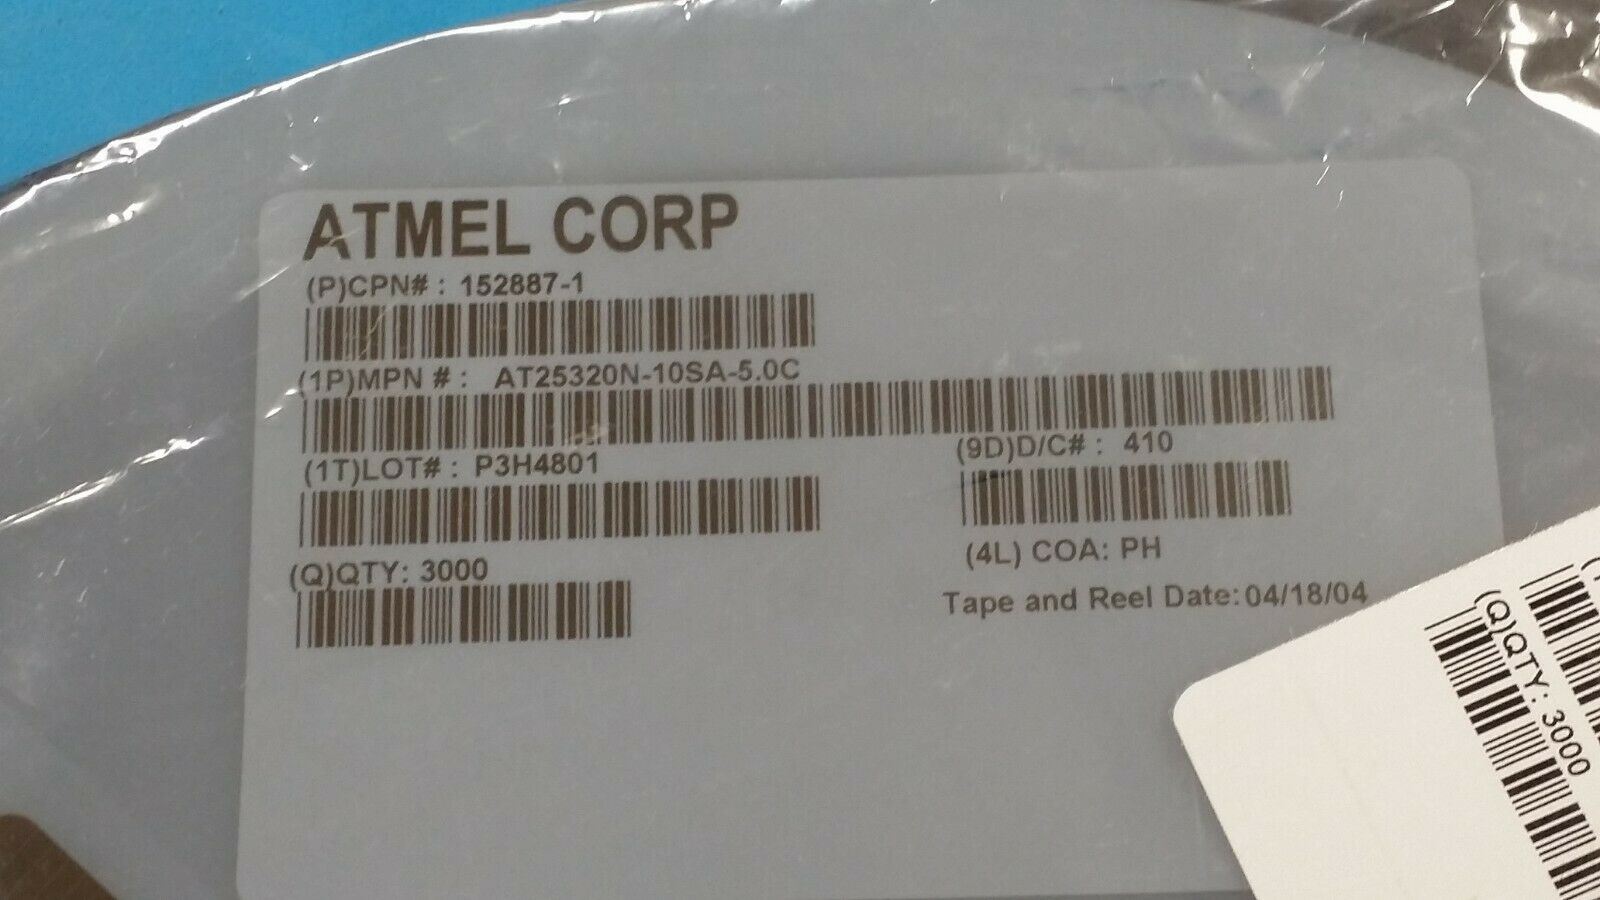 ATMEL CORP
(P)CPN# : 152887-1
(1P)MPN # : AT25320N-10SA-5.0C
(1T)LOT# : P3H4801
(9D)D/C# : 410
(Q)QTY: 3000
(4L) COA: PH
Tape and Reel Date: 04/18/04
(Q)QTY: 3000